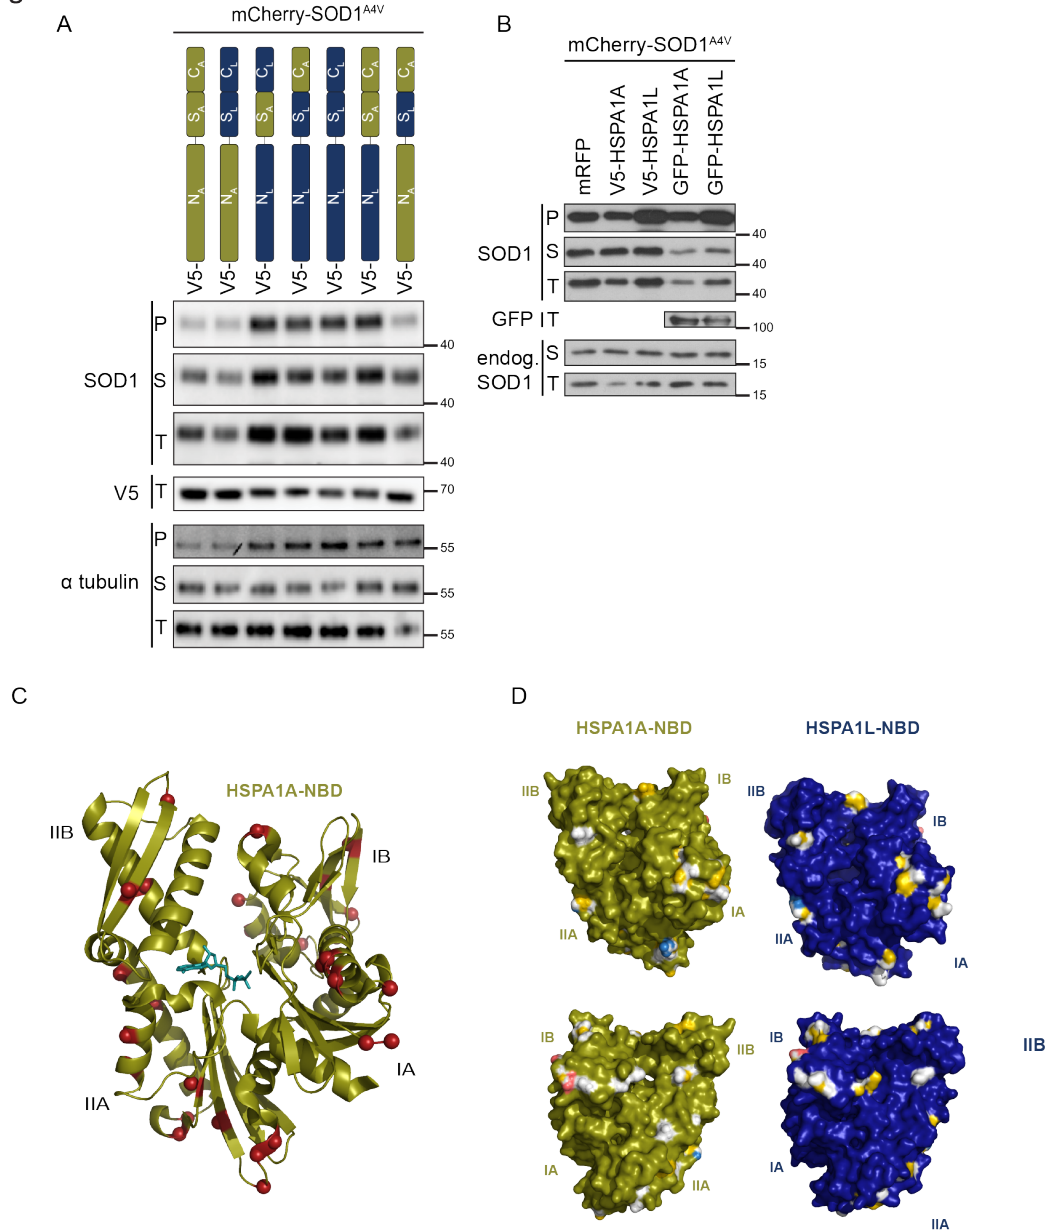 A
mCherry-SOD1A4V
CA CL CL CA CL CA CA
SA SL SA SL SL SA SL
NA NA NL NL NL NL NA
V5- V5- V5- V5- V5- V5- V5-
SOD1
P
40
S
40
T
40
V5 T
70
α tubulin
P
55
S
55
T
55
B
mCherry-SOD1A4V
mRFP
V5-HSPA1A
V5-HSPA1L
GFP-HSPA1A
GFP-HSPA1L
SOD1
P
40
S
40
T
40
GFP T
100
endog.
SOD1
S
15
T
15
C
HSPA1A-NBD
IIB
IB
IA
IIA
D
HSPA1A-NBD HSPA1L-NBD
IIB IB IIB IB
IA IIA IIA IA
IB IIB IB IIB
IA IIA IA IIA